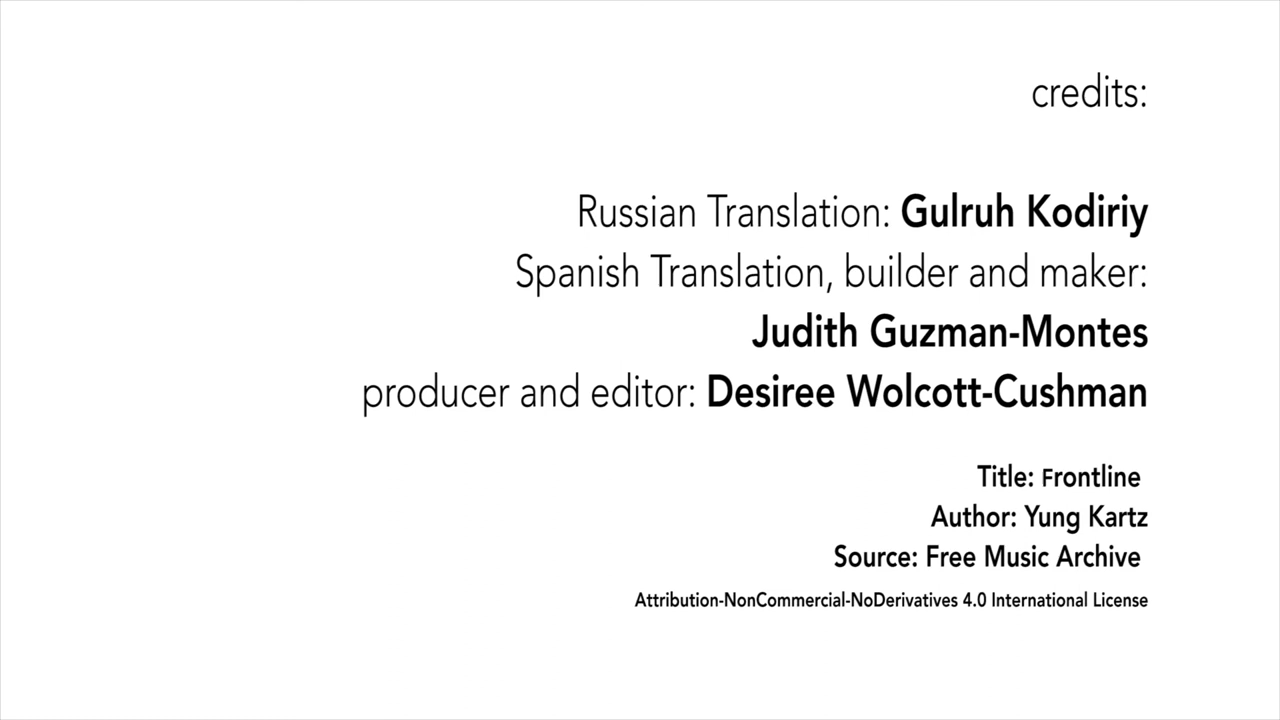 credits:
Russian Translation: Gulruh Kodiriy
Spanish Translation, builder and maker:
Judith Guzman-Montes
producer and editor: Desiree Wolcott-Cushman
Title: Frontline
Author: Yung Kartz
Source: Free Music Archive
Attribution-NonCommercial-NoDerivatives 4.0 International License